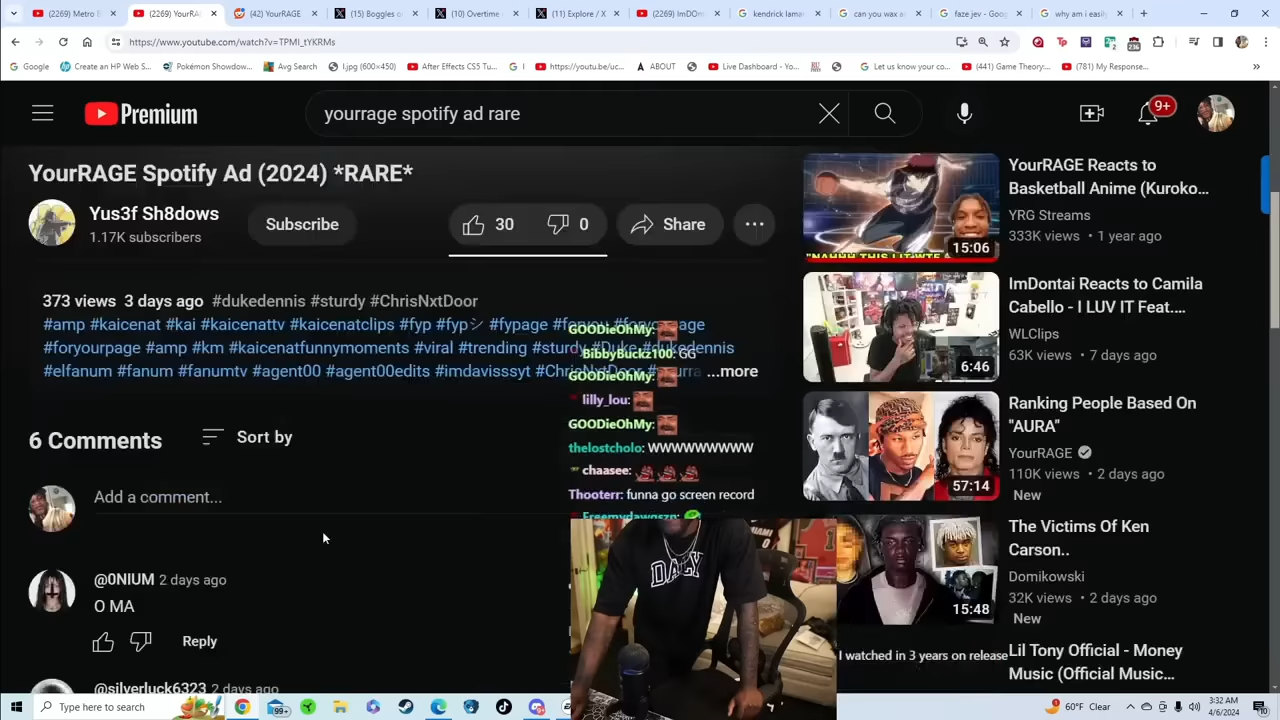 (2269) Metro B
(2269) YourRA
(42) YourRAGE
(15) Boggles o
(10) Overtime
(11) Explore / X
(2269) ImDOn
kendrick lamar
can you wax a
faze jev - Goog
why am i easily
https://www.youtube.com/watch?v=TPMI_tYKRMs
Google
Create an HP Web S...
Pokémon Showdow...
Avg Search
l.jpg (600×450)
After Effects CS5 Tu...
https://youtu.be/uc...
ABOUT
Live Dashboard - Yo...
Let us know your co...
(441) Game Theory:...
(781) My Response...
Premium
yourrage spotify ad rare
9+
YourRAGE Spotify Ad (2024) *RARE*
Yus3f Sh8dows
1.17K subscribers
Subscribe
30
0
Share
373 views 3 days ago #dukedennis #sturdy #ChrisNxtDoor
#amp #kaicenat #kai #kaicenattv #kaicenatclips #fyp #fypシ #fypage
#foryourpage #amp #km #kaicenatfunnymoments #viral #trending #sturdy #Duke #dukedennis
#elfanum #fanum #fanumtv #agent00 #agent00edits #imdavisssyt #ChrisNxtDoor
...more
GOODieOhMy:
BibbyBuckz100: GG
GOODieOhMy:
lilly_lou:
GOODieOhMy:
thelostcholo: WWWWWWWWW
chaasee:
Thooterr: funna go screen record
6 Comments
Sort by
Add a comment...
@0NIUM 2 days ago
O MA
Reply
@silverluck6323 2 days ago
DALY
15:06
YourRAGE Reacts to
Basketball Anime (Kuroko...
YRG Streams
333K views • 1 year ago
6:46
ImDontai Reacts to Camila
Cabello - I LUV IT Feat....
WLClips
63K views • 7 days ago
57:14
Ranking People Based On
"AURA"
YourRAGE
110K views • 2 days ago
New
15:48
The Victims Of Ken
Carson..
Domikowski
32K views • 2 days ago
New
I watched in 3 years on release
Lil Tony Official - Money
Music (Official Music...
Type here to search
99+
60°F Clear
3:32 AM
4/6/2024
10